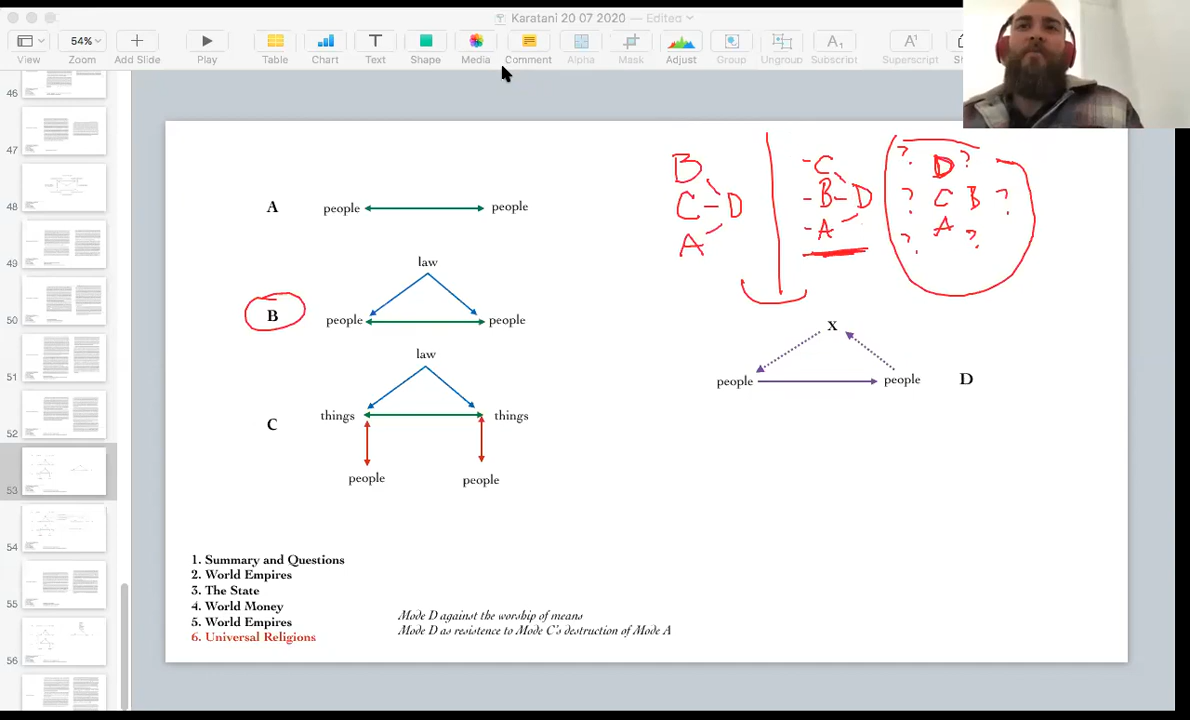 Karatani 20 07 2020 — Edited
54%
View
Zoom
Add Slide
Play
Table
Chart
Text
Shape
Media
Comment
Alpha
Mask
Adjust
Group
Ungroup
Subscript
Superscript
46
47
48
49
50
51
52
53
54
55
56
A
people
people
law
B
people
people
law
C
things
things
people
people
B
C – D
A
- C
- B – D
- A
? D ?
? C B ?
A
? ?
X
people
people
D
1. Summary and Questions
2. World Empires
3. The State
4. World Money
5. World Empires
6. Universal Religions
Mode D against the worship of means
Mode D as resistence to Mode C's destruction of Mode A